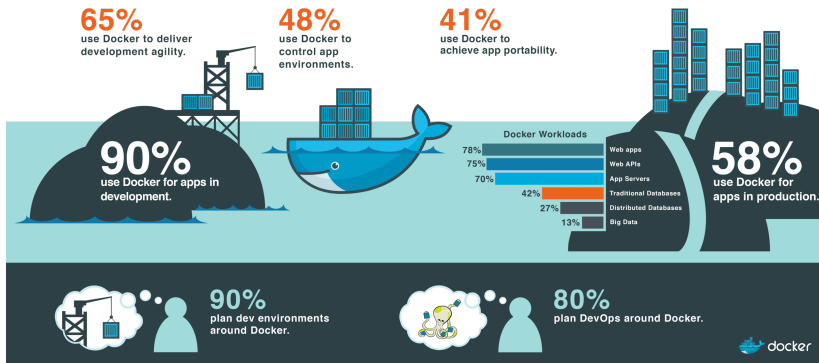 65%
use Docker to deliver
development agility.
48%
use Docker to
control app
environments.
41%
use Docker to
achieve app portability.
90%
use Docker for apps in
development.
Docker Workloads
78% Web apps
75% Web APIs
70% App Servers
42% Traditional Databases
27% Distributed Databases
13% Big Data
58%
use Docker for
apps in production.
90%
plan dev environments
around Docker.
80%
plan DevOps around Docker.
docker